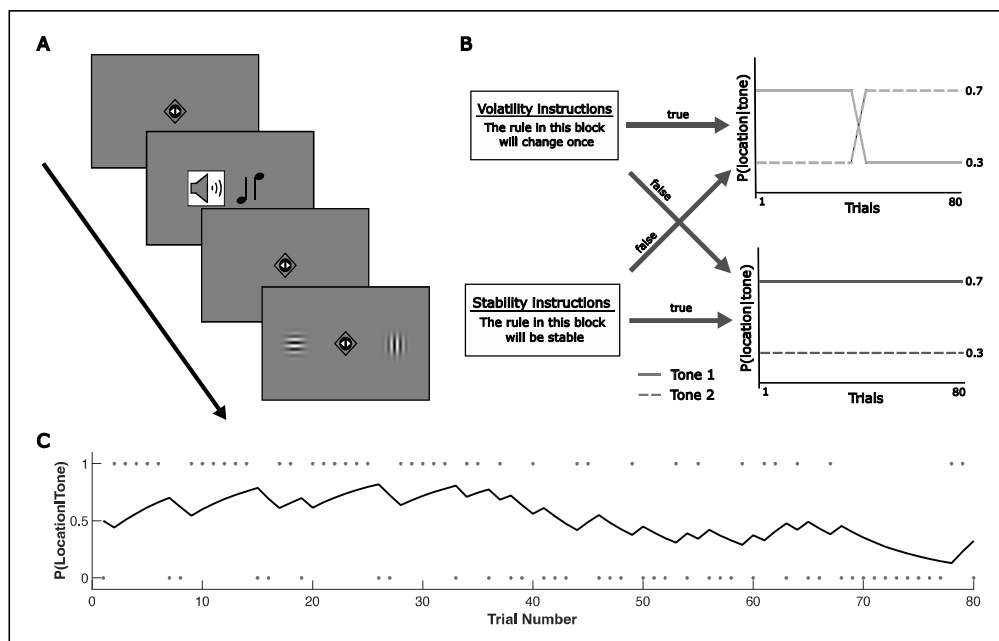 A
B
Volatility instructions
The rule in this block
will change once
true
false
false
P(location|tone)
0.7
0.3
1
80
Trials
Stability instructions
The rule in this block
will be stable
true
P(location|tone)
0.7
0.3
1
80
Trials
Tone 1
Tone 2
C
P(Location|Tone)
1
0.5
0
0
10
20
30
40
50
60
70
80
Trial Number